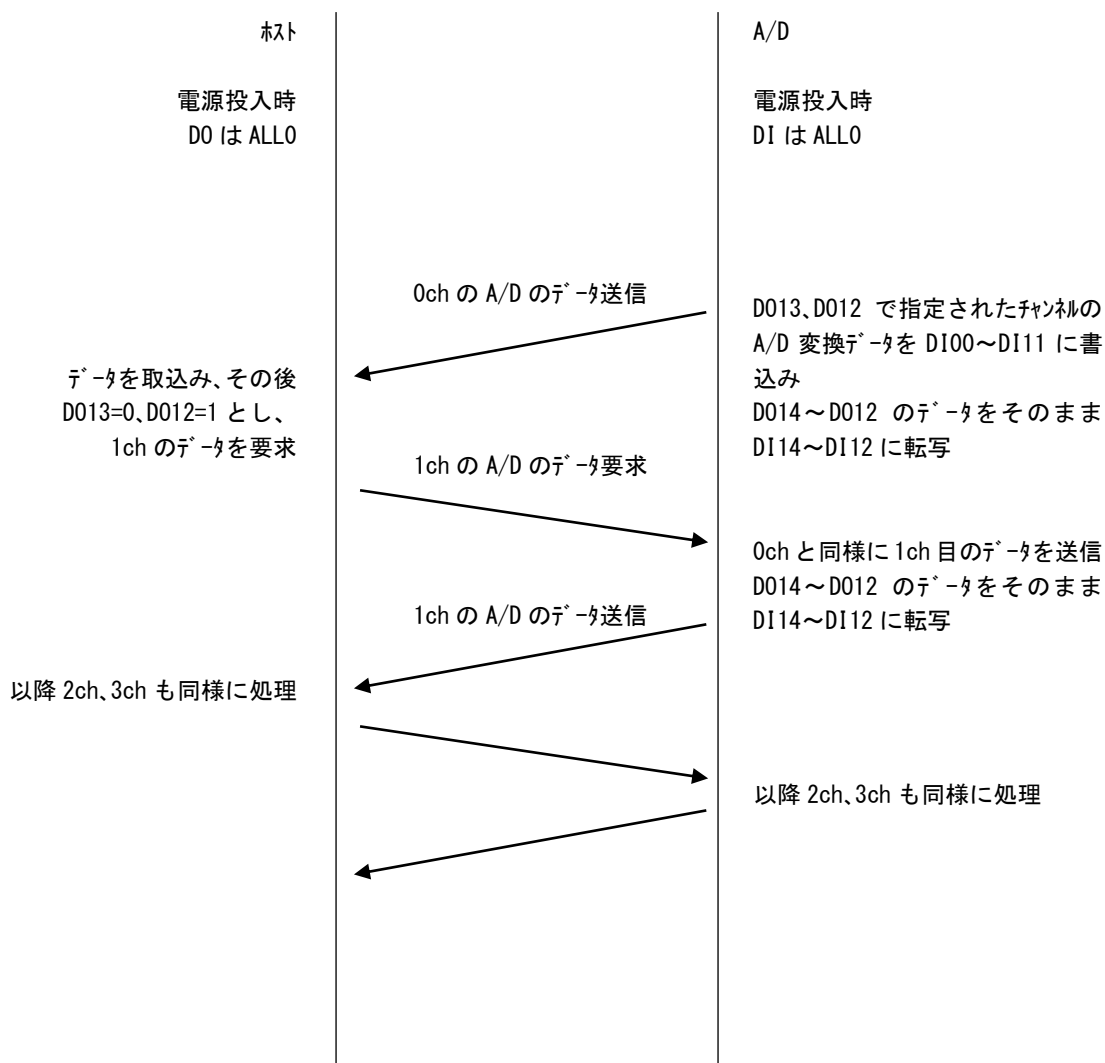 ﾎｽﾄ
A/D
電源投入時
DO は ALL0
電源投入時
DI は ALL0
0ch の A/D のﾃﾞｰﾀ送信
DO13､DO12 で指定されたﾁｬﾝﾈﾙの
A/D 変換ﾃﾞｰﾀを DI00～DI11 に書
込み
DO14～DO12 のﾃﾞｰﾀをそのまま
DI14～DI12 に転写
ﾃﾞｰﾀを取込み､その後
DO13=0､DO12=1 とし､
1ch のﾃﾞｰﾀを要求
1ch の A/D のﾃﾞｰﾀ要求
0ch と同様に 1ch 目のﾃﾞｰﾀを送信
DO14～DO12 のﾃﾞｰﾀをそのまま
DI14～DI12 に転写
1ch の A/D のﾃﾞｰﾀ送信
以降 2ch､3ch も同様に処理
以降 2ch､3ch も同様に処理